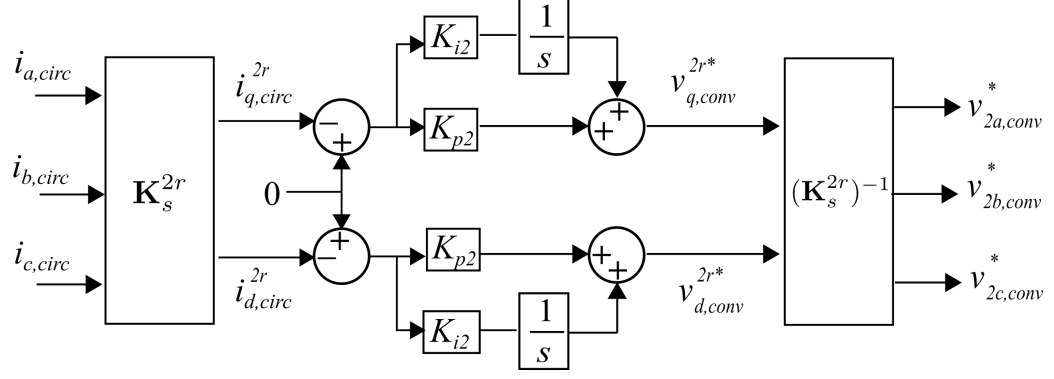 i_{a,circ}
i_{b,circ}
i_{c,circ}
K_s^{2r}
i_{q,circ}^{2r}
i_{d,circ}^{2r}
0
− +
+ −
K_{i2}
1/s
K_{p2}
K_{p2}
K_{i2}
1/s
+ +
+ +
v_{q,conv}^{2r*}
v_{d,conv}^{2r*}
(K_s^{2r})^{-1}
v_{2a,conv}^{*}
v_{2b,conv}^{*}
v_{2c,conv}^{*}